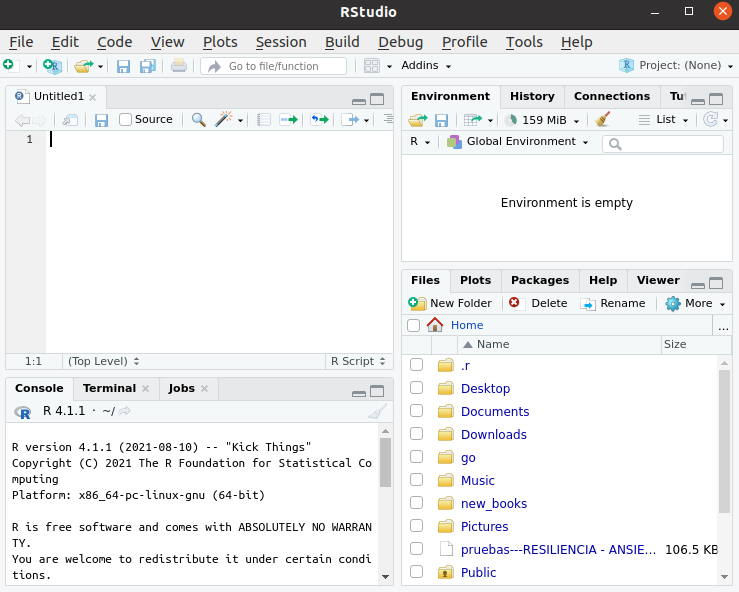 RStudio
File Edit Code View Plots Session Build Debug Profile Tools Help
Go to file/function Addins Project: (None)
Untitled1
Source
1
1:1 (Top Level) R Script
Console Terminal Jobs
R 4.1.1 · ~/
R version 4.1.1 (2021-08-10) -- "Kick Things"
Copyright (C) 2021 The R Foundation for Statistical Co
mputing
Platform: x86_64-pc-linux-gnu (64-bit)
R is free software and comes with ABSOLUTELY NO WARRAN
TY.
You are welcome to redistribute it under certain condi
tions.
Environment History Connections Tu
159 MiB List
R Global Environment
Environment is empty
Files Plots Packages Help Viewer
New Folder Delete Rename More
Home ...
Name Size
.r
Desktop
Documents
Downloads
go
Music
new_books
Pictures
pruebas---RESILIENCIA - ANSIE... 106.5 KB
Public